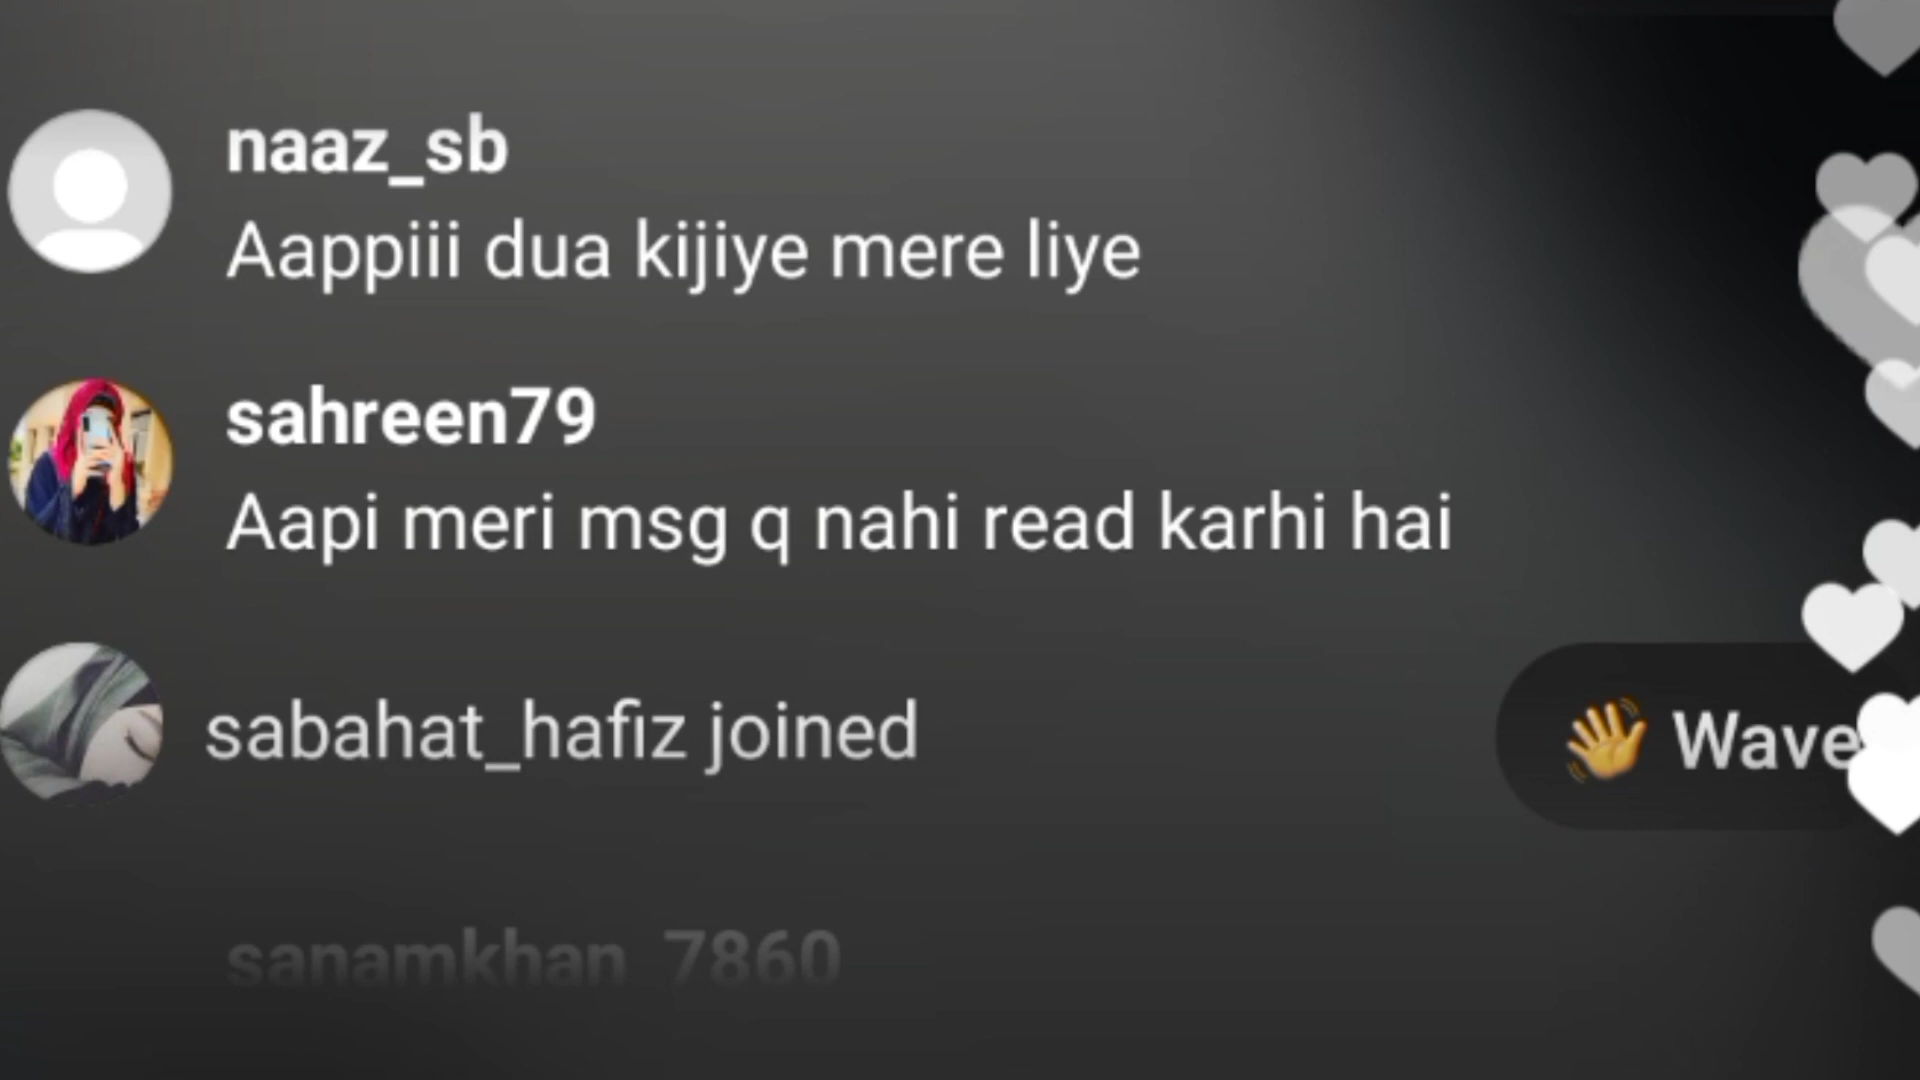 naaz_sb
Aappiii dua kijiye mere liye
sahreen79
Aapi meri msg q nahi read karhi hai
sabahat_hafiz joined
👋 Wave
sanamkhan_7860